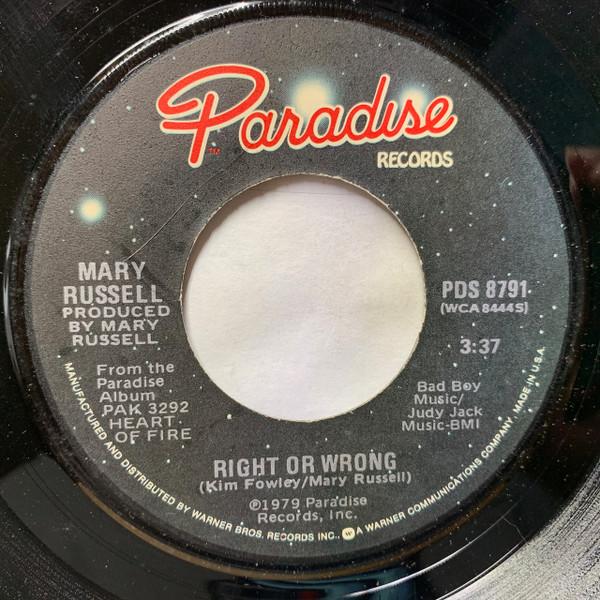 Paradise
TM
RECORDS
MARY
RUSSELL
PRODUCED
BY MARY
RUSSELL
From the
Paradise
Album
PAK 3292
HEART
OF FIRE
PDS 8791
(WCA 8444S)
3:37
Bad Boy
Music/
Judy Jack
Music-BMI
RIGHT OR WRONG
(Kim Fowley/Mary Russell)
℗1979 Paradise
Records, Inc.
MANUFACTURED AND DISTRIBUTED BY WARNER BROS. RECORDS INC., W A WARNER COMMUNICATIONS COMPANY. MADE IN U.S.A.